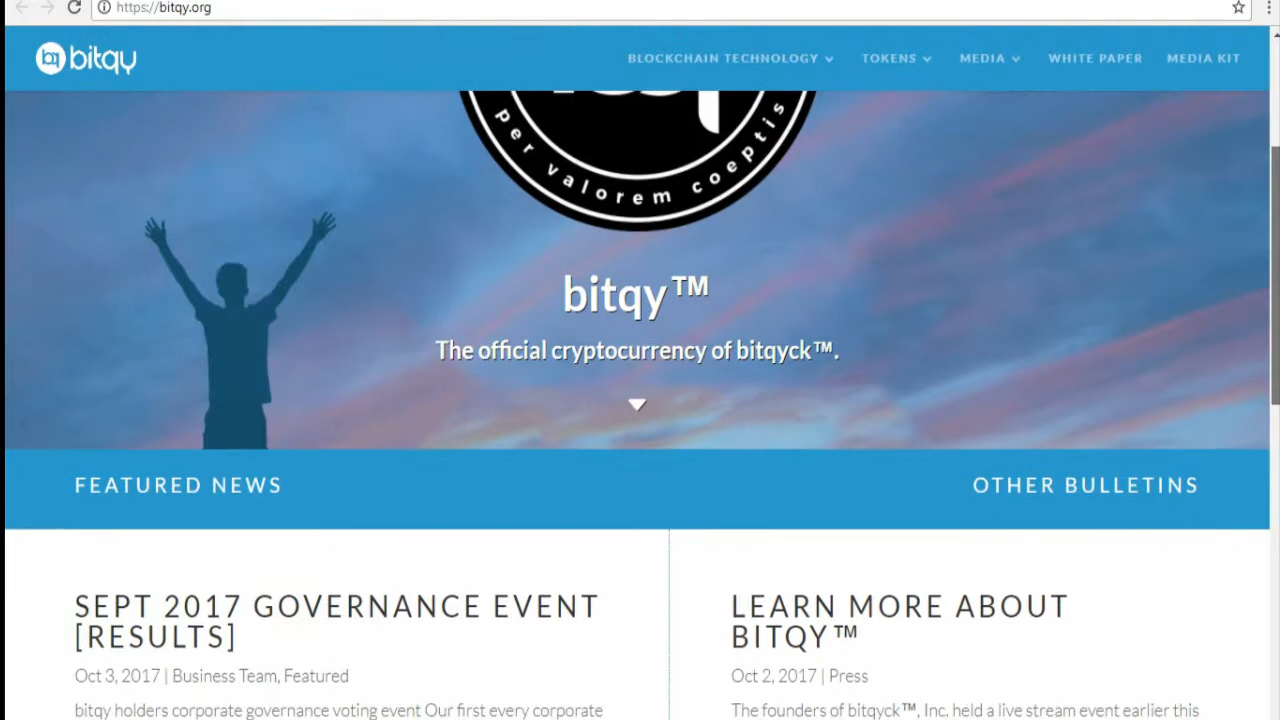 https://bitqy.org
bitqy
BLOCKCHAIN TECHNOLOGY
TOKENS
MEDIA
WHITE PAPER
MEDIA KIT
per valorem coeptis
bitqy™
The official cryptocurrency of bitqyck™.
FEATURED NEWS
OTHER BULLETINS
SEPT 2017 GOVERNANCE EVENT
[RESULTS]
Oct 3, 2017 | Business Team, Featured
bitqy holders corporate governance voting event Our first every corporate
LEARN MORE ABOUT
BITQY™
Oct 2, 2017 | Press
The founders of bitqyck™, Inc. held a live stream event earlier this